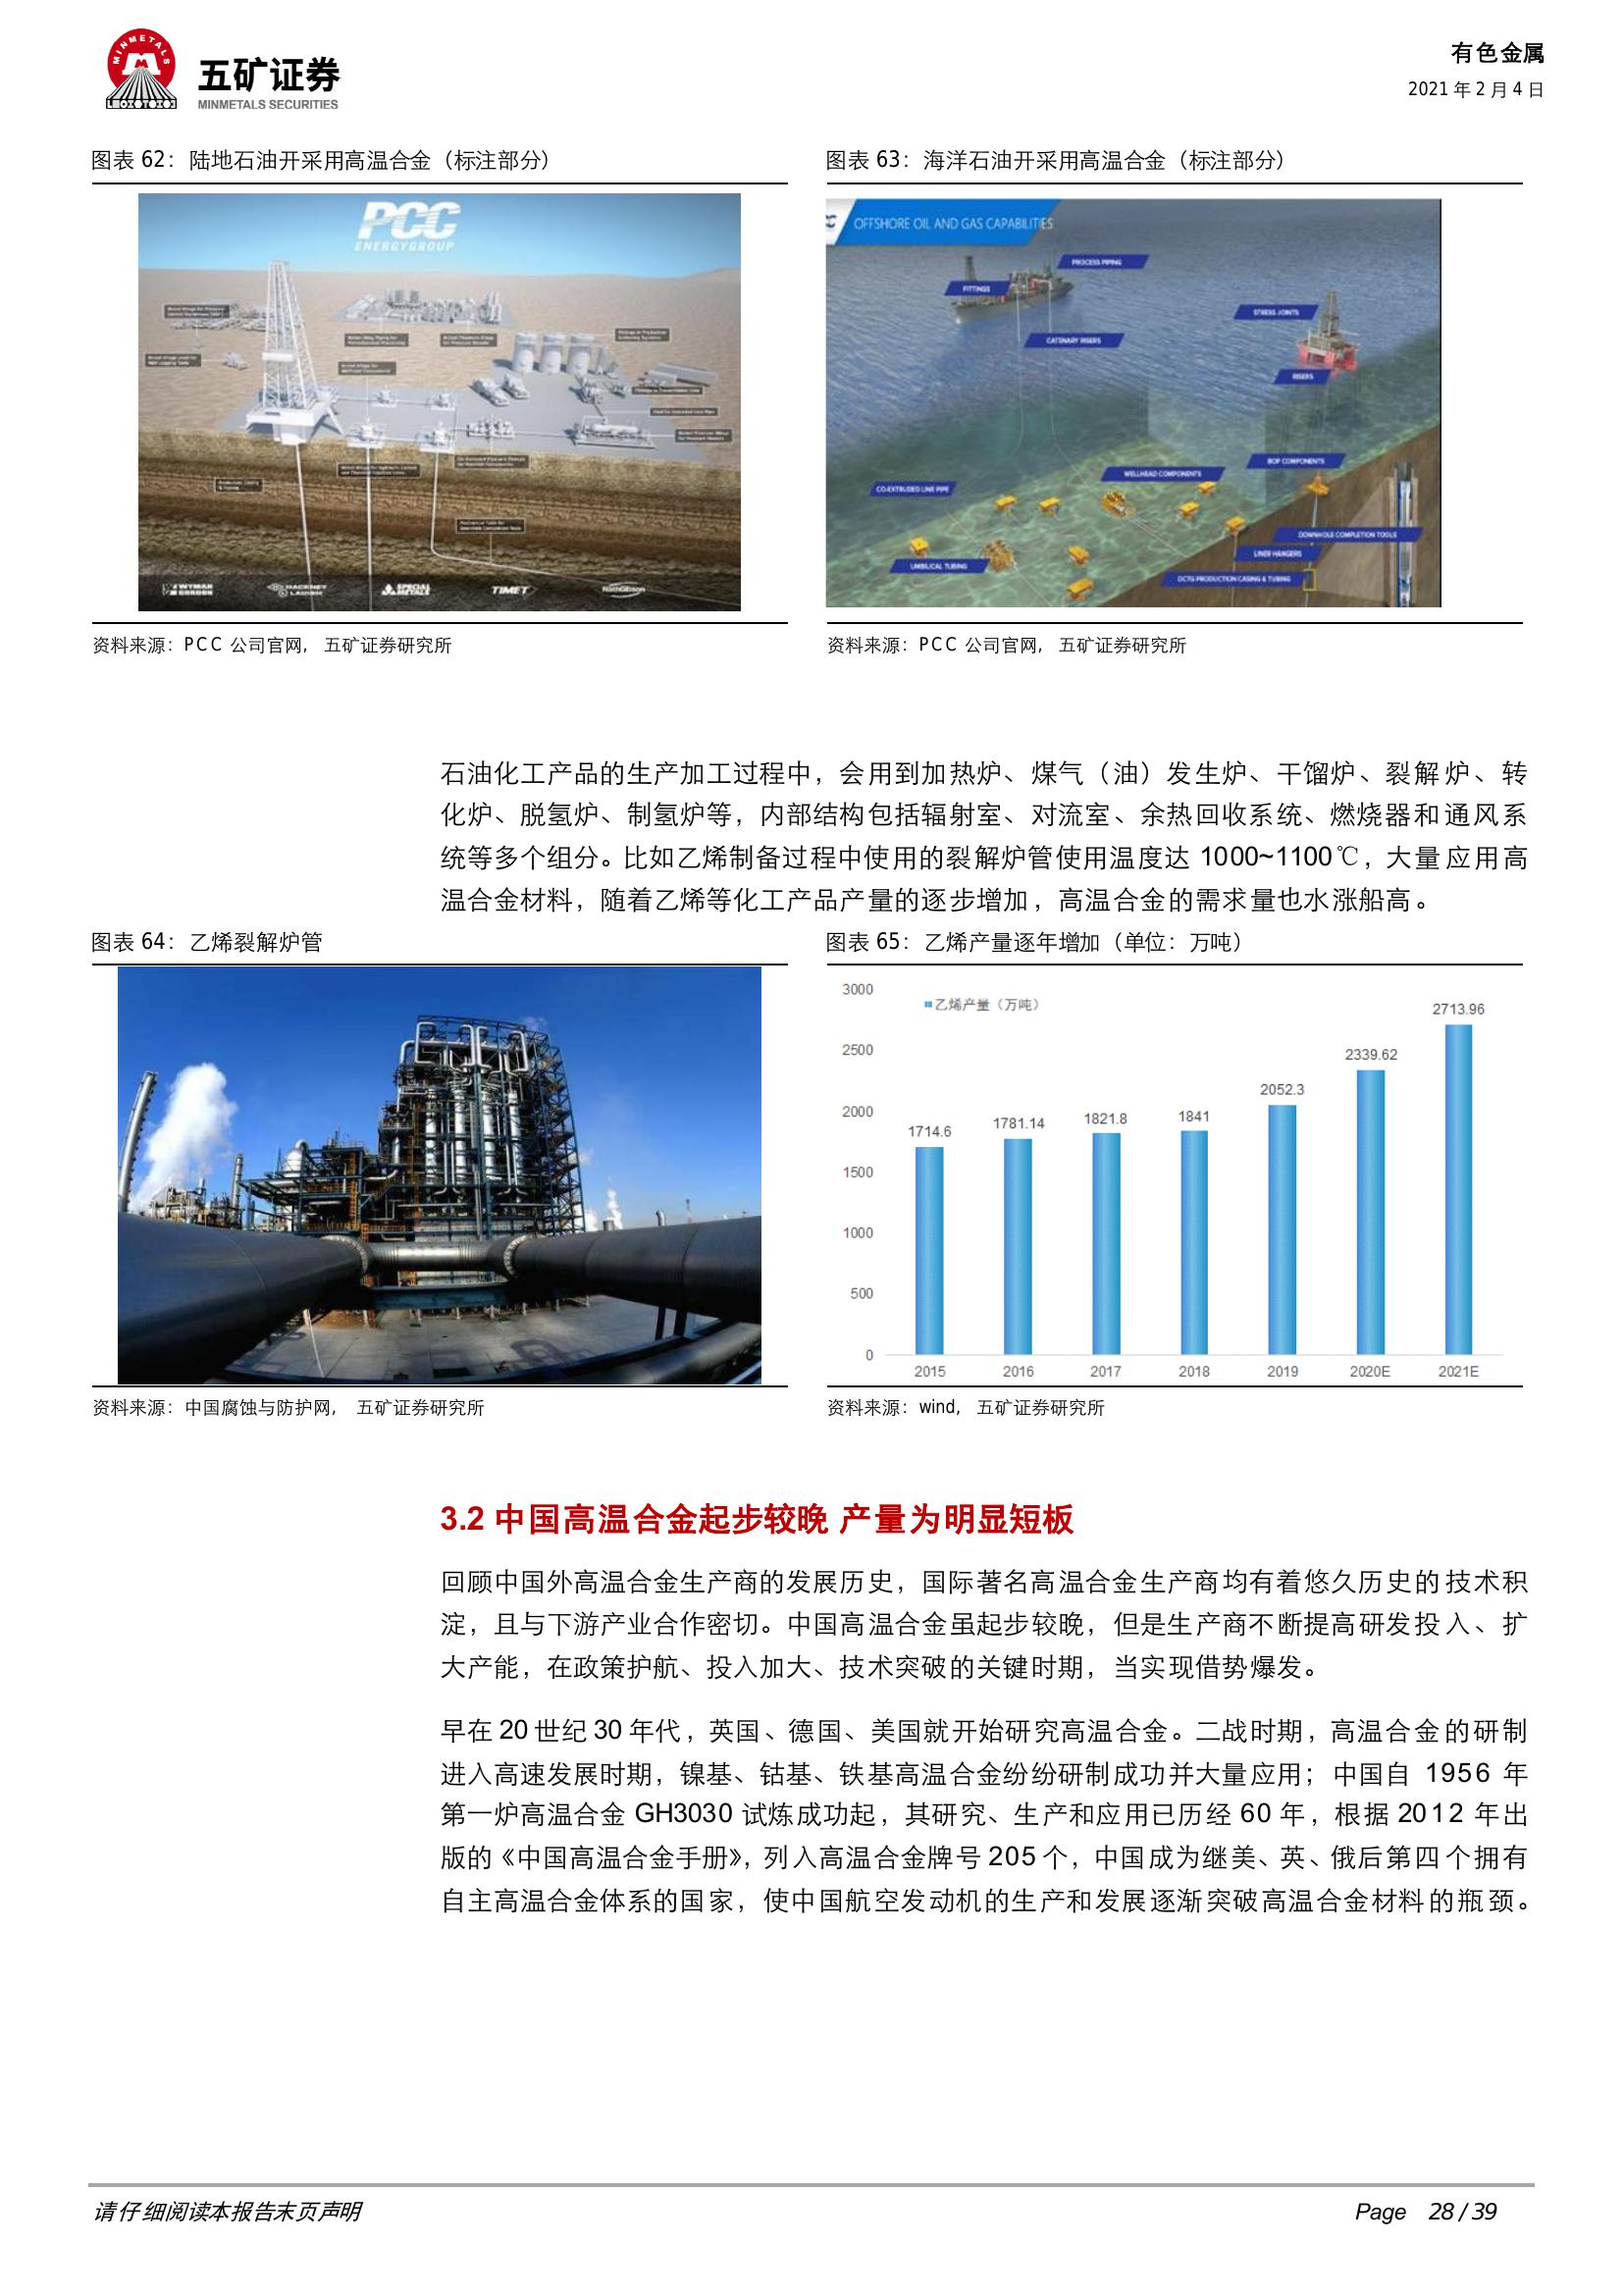 MINMETALS
五矿证券
MINMETALS SECURITIES
有色金属
2021 年 2 月 4 日
图表 62：陆地石油开采用高温合金（标注部分）
图表 63：海洋石油开采用高温合金（标注部分）
PCC
ENERGYGROUP
WYMAN GORDON
HACKNEY LADISH
SPECIAL METALS
TIMET
RathGibson
OFFSHORE OIL AND GAS CAPABILITIES
PROCESS PIPING
FITTINGS
STRESS JOINTS
CATENARY RISERS
RISERS
BOP COMPONENTS
WELLHEAD COMPONENTS
CO-EXTRUDED LINE PIPE
DOWNHOLE COMPLETION TOOLS
LINER HANGERS
UMBILICAL TUBING
OCTG PRODUCTION CASING & TUBING
资料来源：PCC 公司官网， 五矿证券研究所
资料来源：PCC 公司官网， 五矿证券研究所
石油化工产品的生产加工过程中，会用到加热炉、煤气（油）发生炉、干馏炉、裂解炉、转
化炉、脱氢炉、制氢炉等，内部结构包括辐射室、对流室、余热回收系统、燃烧器和通风系
统等多个组分。比如乙烯制备过程中使用的裂解炉管使用温度达 1000~1100℃，大量应用高
温合金材料，随着乙烯等化工产品产量的逐步增加，高温合金的需求量也水涨船高。
图表 64：乙烯裂解炉管
图表 65：乙烯产量逐年增加（单位：万吨）
乙烯产量（万吨）
3000
2500
2000
1500
1000
500
0
1714.6
1781.14
1821.8
1841
2052.3
2339.62
2713.96
2015 2016 2017 2018 2019 2020E 2021E
资料来源：中国腐蚀与防护网， 五矿证券研究所
资料来源：wind， 五矿证券研究所
3.2 中国高温合金起步较晚 产量为明显短板
回顾中国外高温合金生产商的发展历史，国际著名高温合金生产商均有着悠久历史的技术积
淀，且与下游产业合作密切。中国高温合金虽起步较晚，但是生产商不断提高研发投入、扩
大产能，在政策护航、投入加大、技术突破的关键时期，当实现借势爆发。
早在 20 世纪 30 年代，英国、德国、美国就开始研究高温合金。二战时期，高温合金的研制
进入高速发展时期，镍基、钴基、铁基高温合金纷纷研制成功并大量应用；中国自 1956 年
第一炉高温合金 GH3030 试炼成功起，其研究、生产和应用已历经 60 年，根据 2012 年出
版的《中国高温合金手册》，列入高温合金牌号 205 个，中国成为继美、英、俄后第四个拥有
自主高温合金体系的国家，使中国航空发动机的生产和发展逐渐突破高温合金材料的瓶颈。
请仔细阅读本报告末页声明
Page 28 / 39